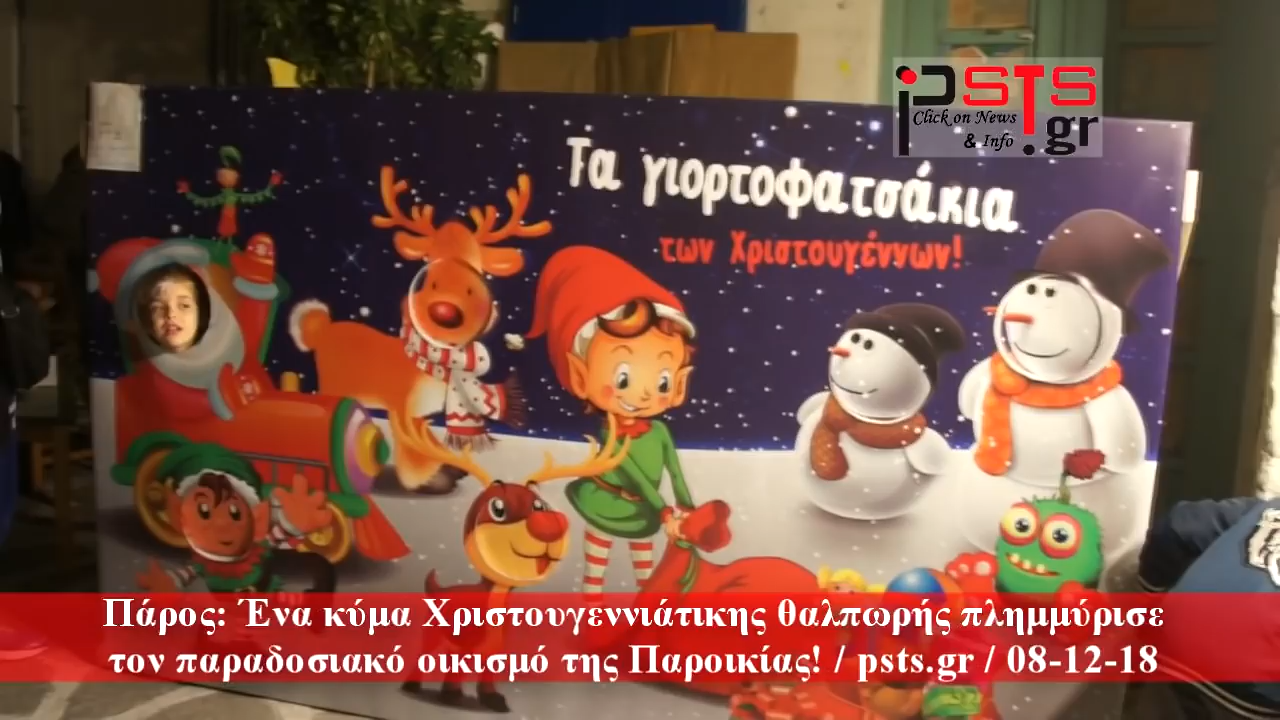 psts
Click on News
& Info
.gr
Τα γιορτοφατσάκια
των Χριστουγέννων!
Πάρος: Ένα κύμα Χριστουγεννιάτικης θαλπωρής πλημμύρισε
τον παραδοσιακό οικισμό της Παροικίας! / psts.gr / 08-12-18